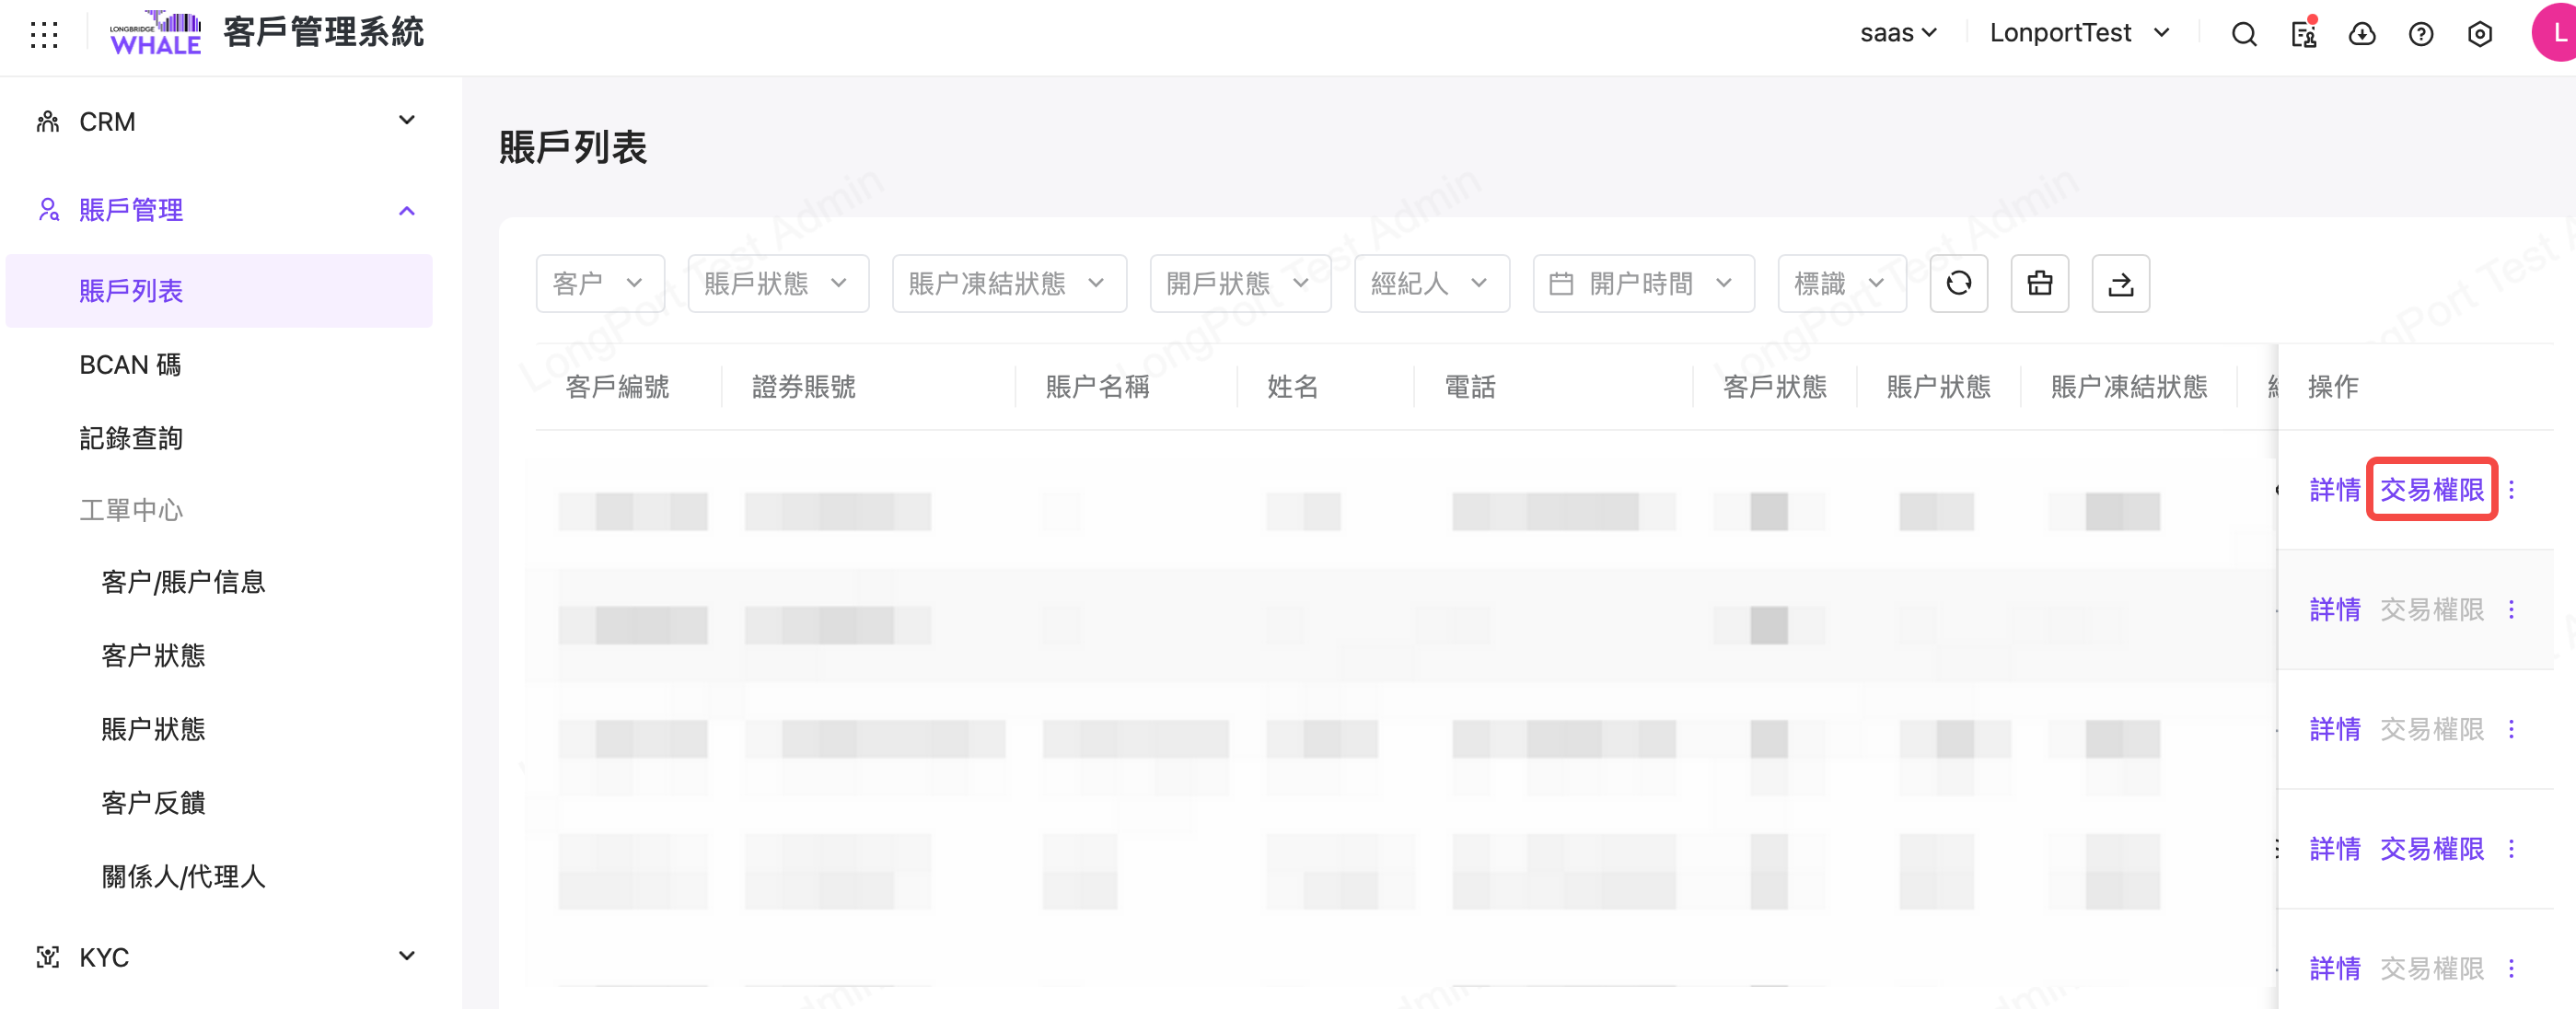 LONGBRIDGE
WHALE
客戶管理系統
saas
LonportTest
L
CRM
賬戶管理
賬戶列表
BCAN 碼
記錄查詢
工單中心
客户/賬户信息
客户狀態
賬户狀態
客户反饋
關係人/代理人
KYC
賬戶列表
客户
賬戶狀態
賬户凍結狀態
開戶狀態
經紀人
開户時間
標識
客戶編號
證券賬號
賬户名稱
姓名
電話
客戶狀態
賬户狀態
賬户凍結狀態
操作
詳情 交易權限
詳情 交易權限
詳情 交易權限
詳情 交易權限
詳情 交易權限
LongPort Test Admin
LongPort Test Admin
LongPort Test Admin